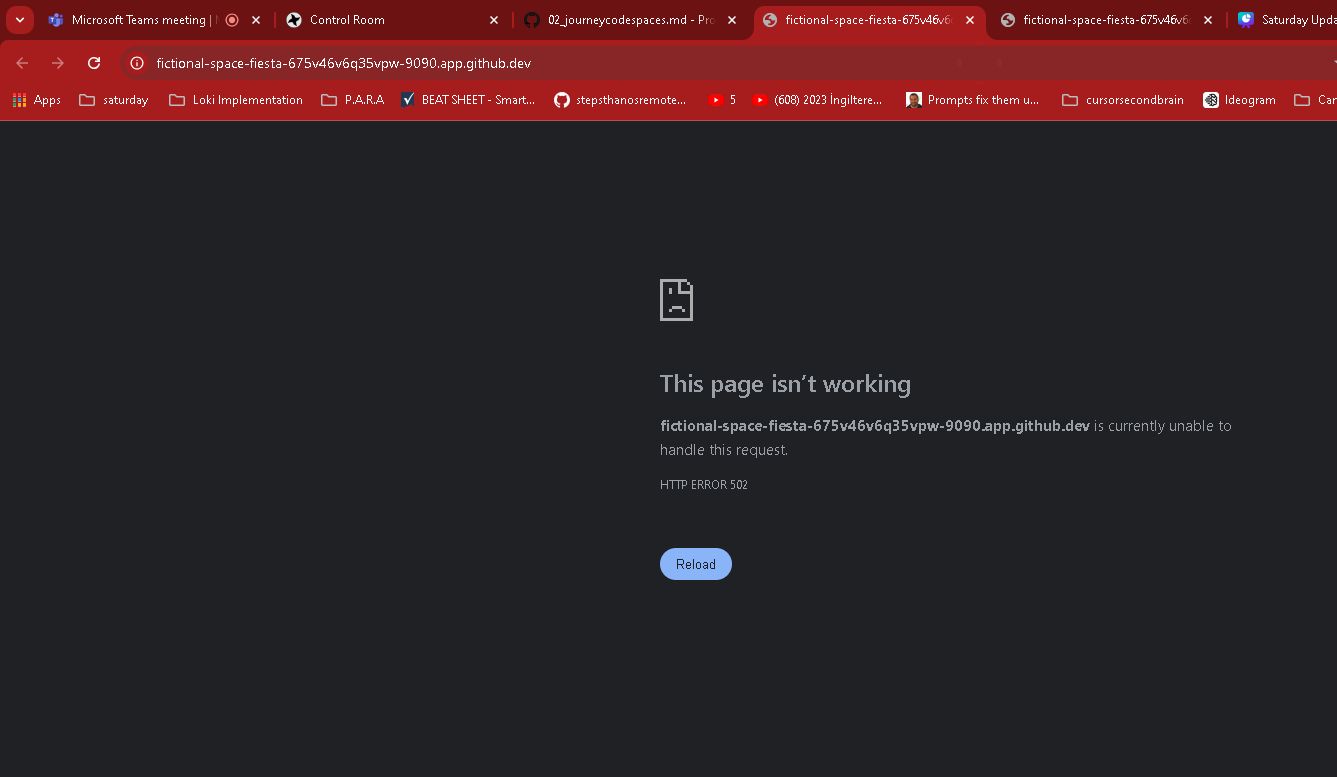 Microsoft Teams meeting |
Control Room
02_journeycodespaces.md - Pro
fictional-space-fiesta-675v46v6
fictional-space-fiesta-675v46v6
Saturday Upda
fictional-space-fiesta-675v46v6q35vpw-9090.app.github.dev
Apps
saturday
Loki Implementation
P.A.R.A
BEAT SHEET - Smart...
stepsthanosremote...
5
(608) 2023 İngiltere...
Prompts fix them u...
cursorsecondbrain
Ideogram
Car
This page isn't working
fictional-space-fiesta-675v46v6q35vpw-9090.app.github.dev is currently unable to
handle this request.
HTTP ERROR 502
Reload